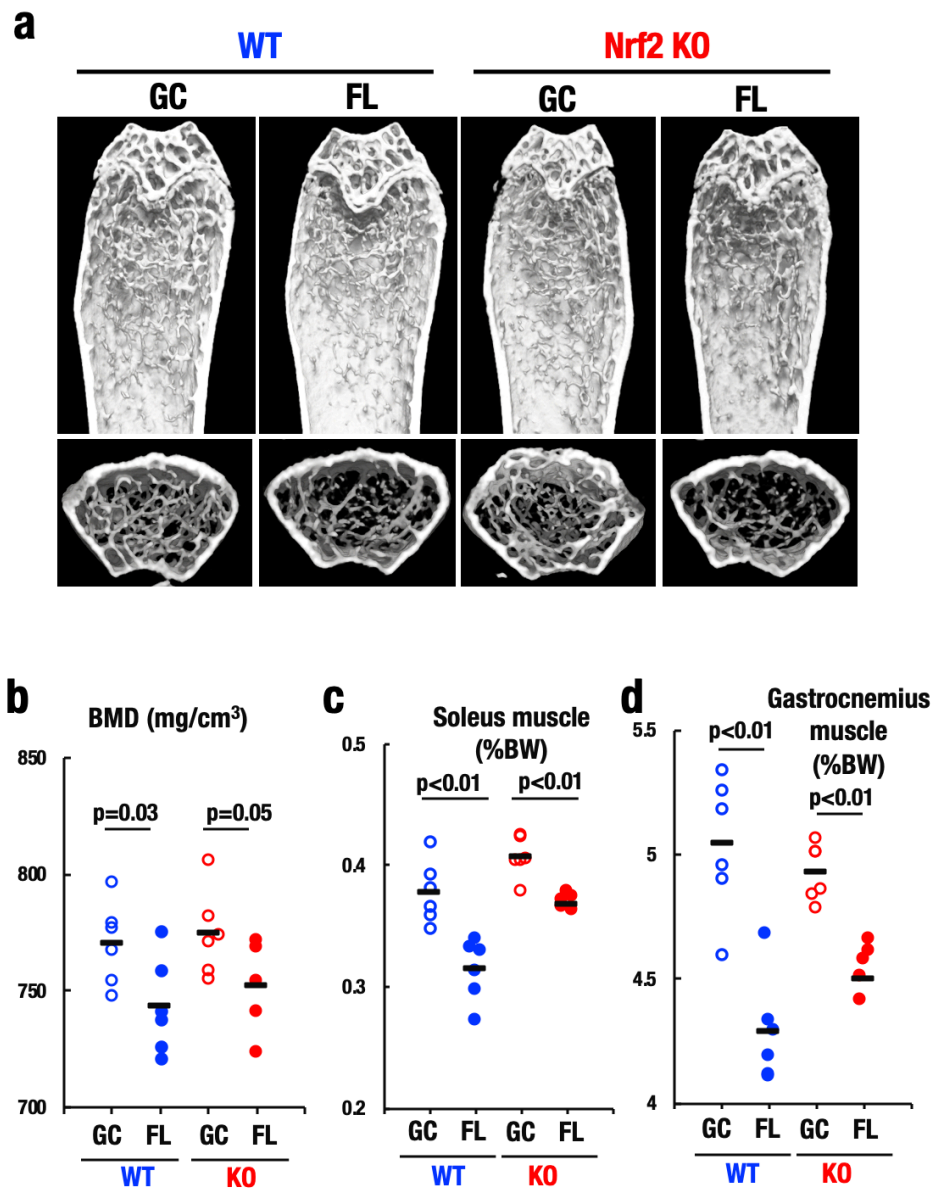 a
WT Nrf2 KO
GC FL GC FL
b
BMD (mg/cm³)
850
800
750
700
p=0.03 p=0.05
GC FL GC FL
WT KO
c
Soleus muscle
(%BW)
0.5
0.4
0.3
0.2
p<0.01 p<0.01
GC FL GC FL
WT KO
d
Gastrocnemius
muscle
(%BW)
5.5
5
4.5
4
p<0.01
p<0.01
GC FL GC FL
WT KO